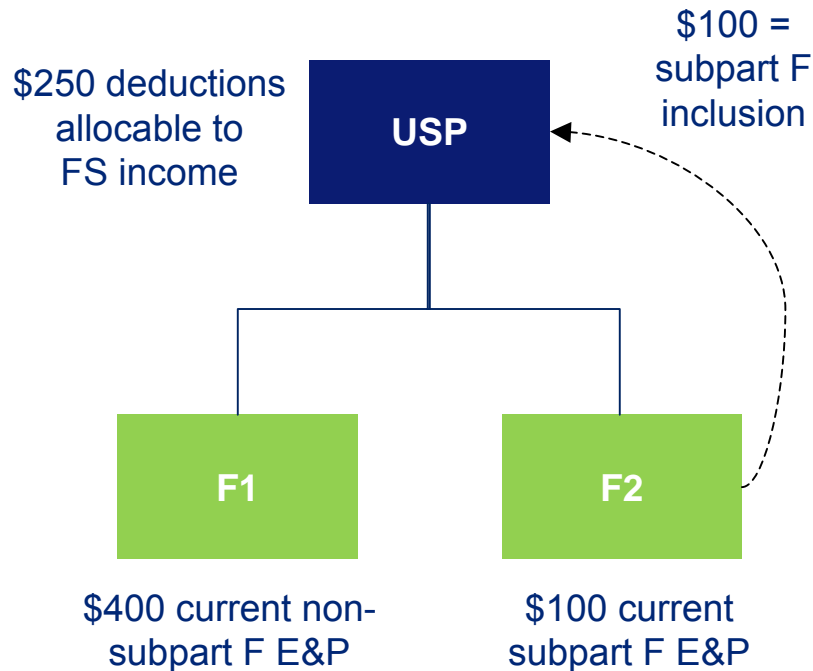 $250 deductions
allocable to
FS income
USP
$100 =
subpart F
inclusion
F1
F2
$400 current non-
subpart F E&P
$100 current
subpart F E&P